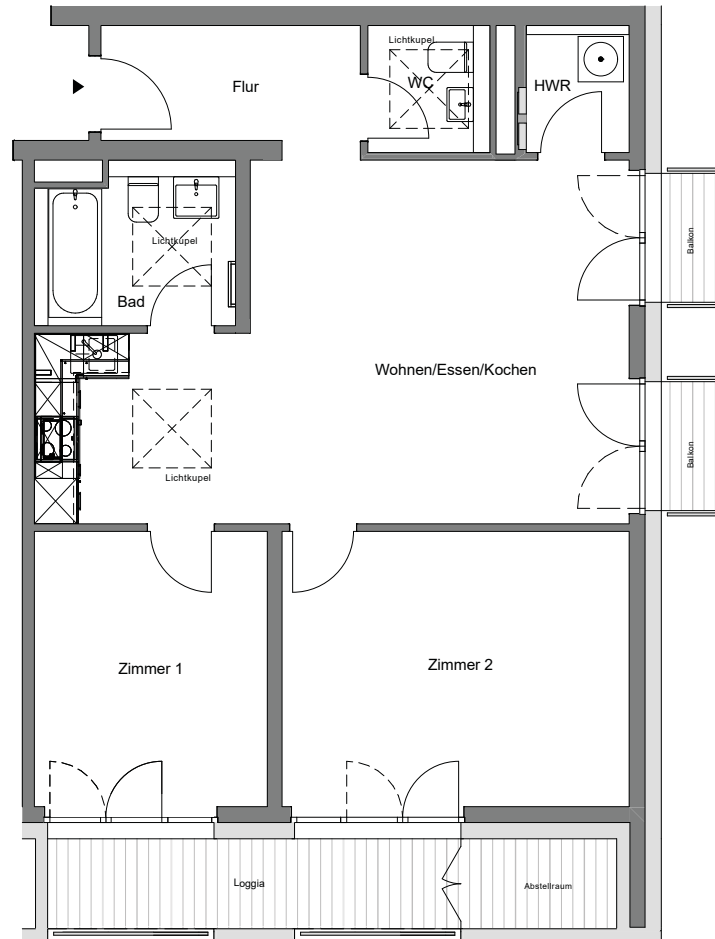 Lichtkupel
Flur
WC
HWR
Balkon
Lichtkupel
Bad
Wohnen/Essen/Kochen
Balkon
Lichtkupel
Zimmer 1
Zimmer 2
Loggia
Abstellraum